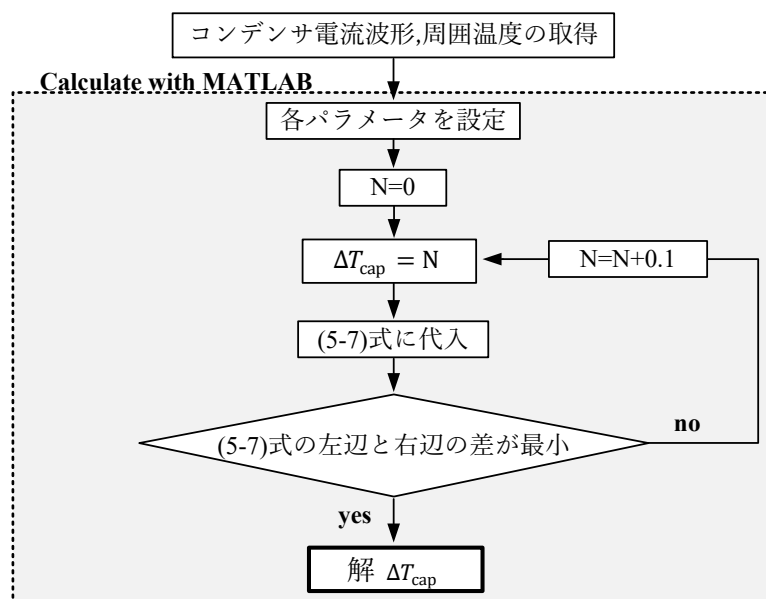 コンデンサ電流波形,周囲温度の取得
Calculate with MATLAB
各パラメータを設定
N=0
ΔTcap = N
N=N+0.1
(5-7)式に代入
(5-7)式の左辺と右辺の差が最小
no
yes
解 ΔTcap